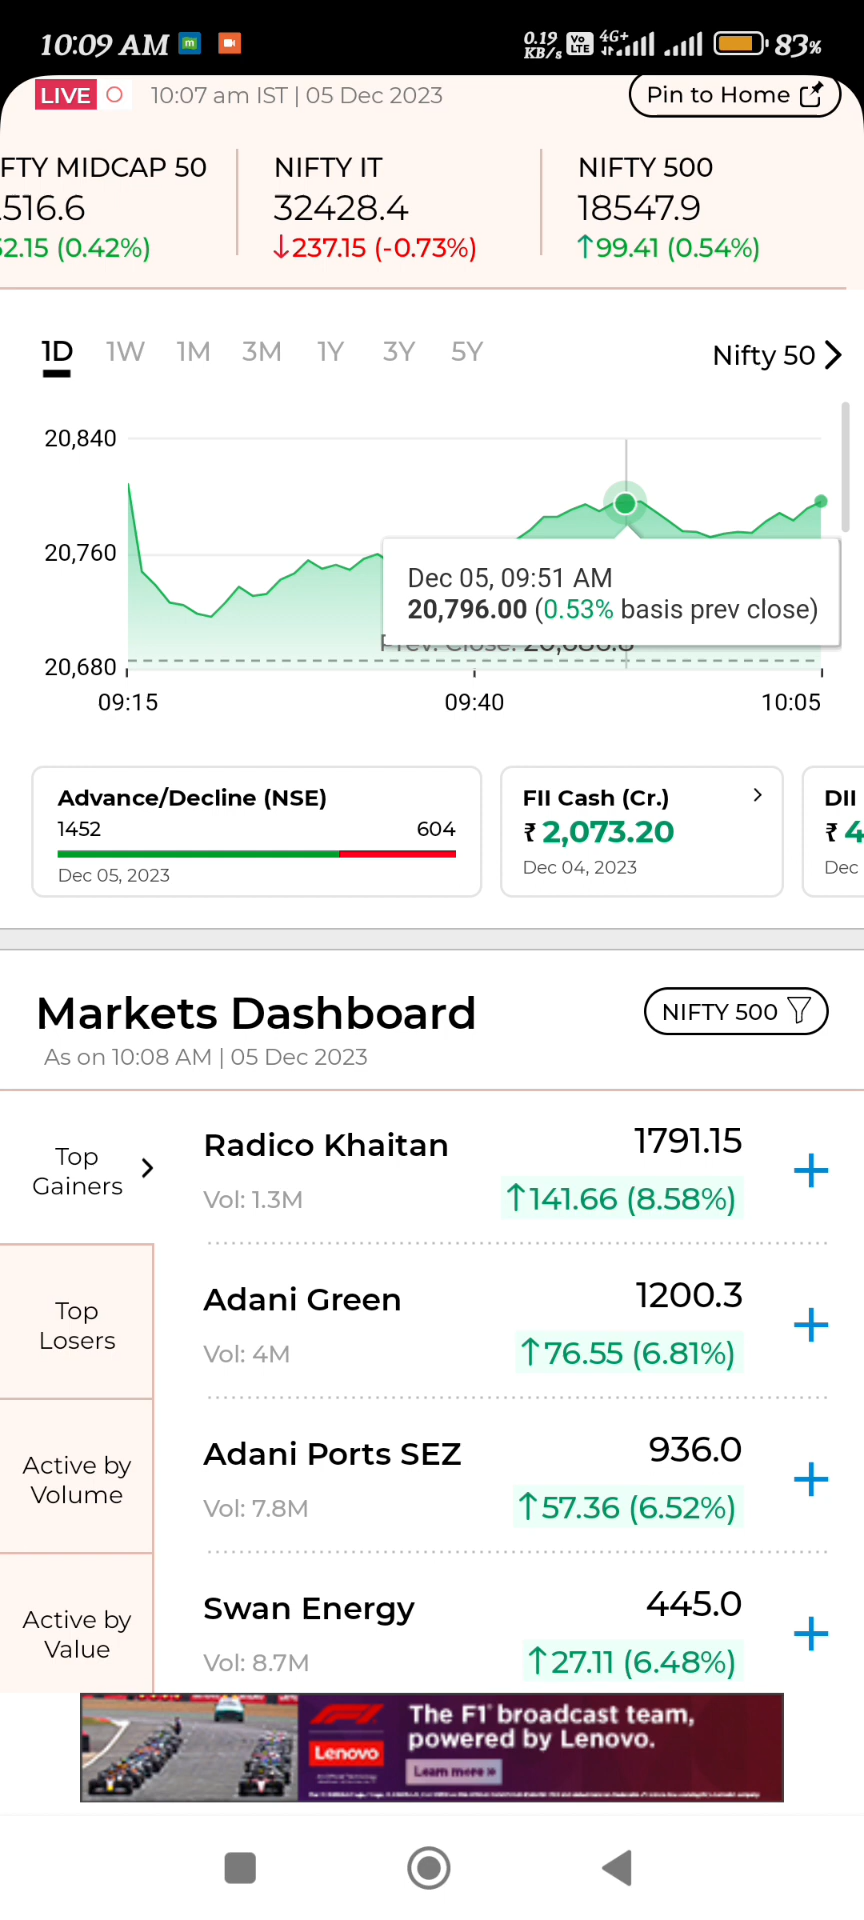 10:09 AM
0.19 KB/s Vo LTE 4G+ 83%
LIVE 10:07 am IST | 05 Dec 2023 Pin to Home
FTY MIDCAP 50 NIFTY IT NIFTY 500
516.6 32428.4 18547.9
2.15 (0.42%) ↓237.15 (-0.73%) ↑99.41 (0.54%)
1D 1W 1M 3M 1Y 3Y 5Y Nifty 50
20,840
20,760
Dec 05, 09:51 AM
20,796.00 (0.53% basis prev close)
Prev. Close:
20,680
09:15 09:40 10:05
Advance/Decline (NSE)
1452 604
Dec 05, 2023
FII Cash (Cr.)
₹ 2,073.20
Dec 04, 2023
DII
₹ 4
Dec
Markets Dashboard
NIFTY 500
As on 10:08 AM | 05 Dec 2023
Top
Gainers
Radico Khaitan 1791.15
Vol: 1.3M ↑141.66 (8.58%)
Top
Losers
Adani Green 1200.3
Vol: 4M ↑76.55 (6.81%)
Active by
Volume
Adani Ports SEZ 936.0
Vol: 7.8M ↑57.36 (6.52%)
Active by
Value
Swan Energy 445.0
Vol: 8.7M ↑27.11 (6.48%)
Lenovo
The F1® broadcast team,
powered by Lenovo.
Learn more »